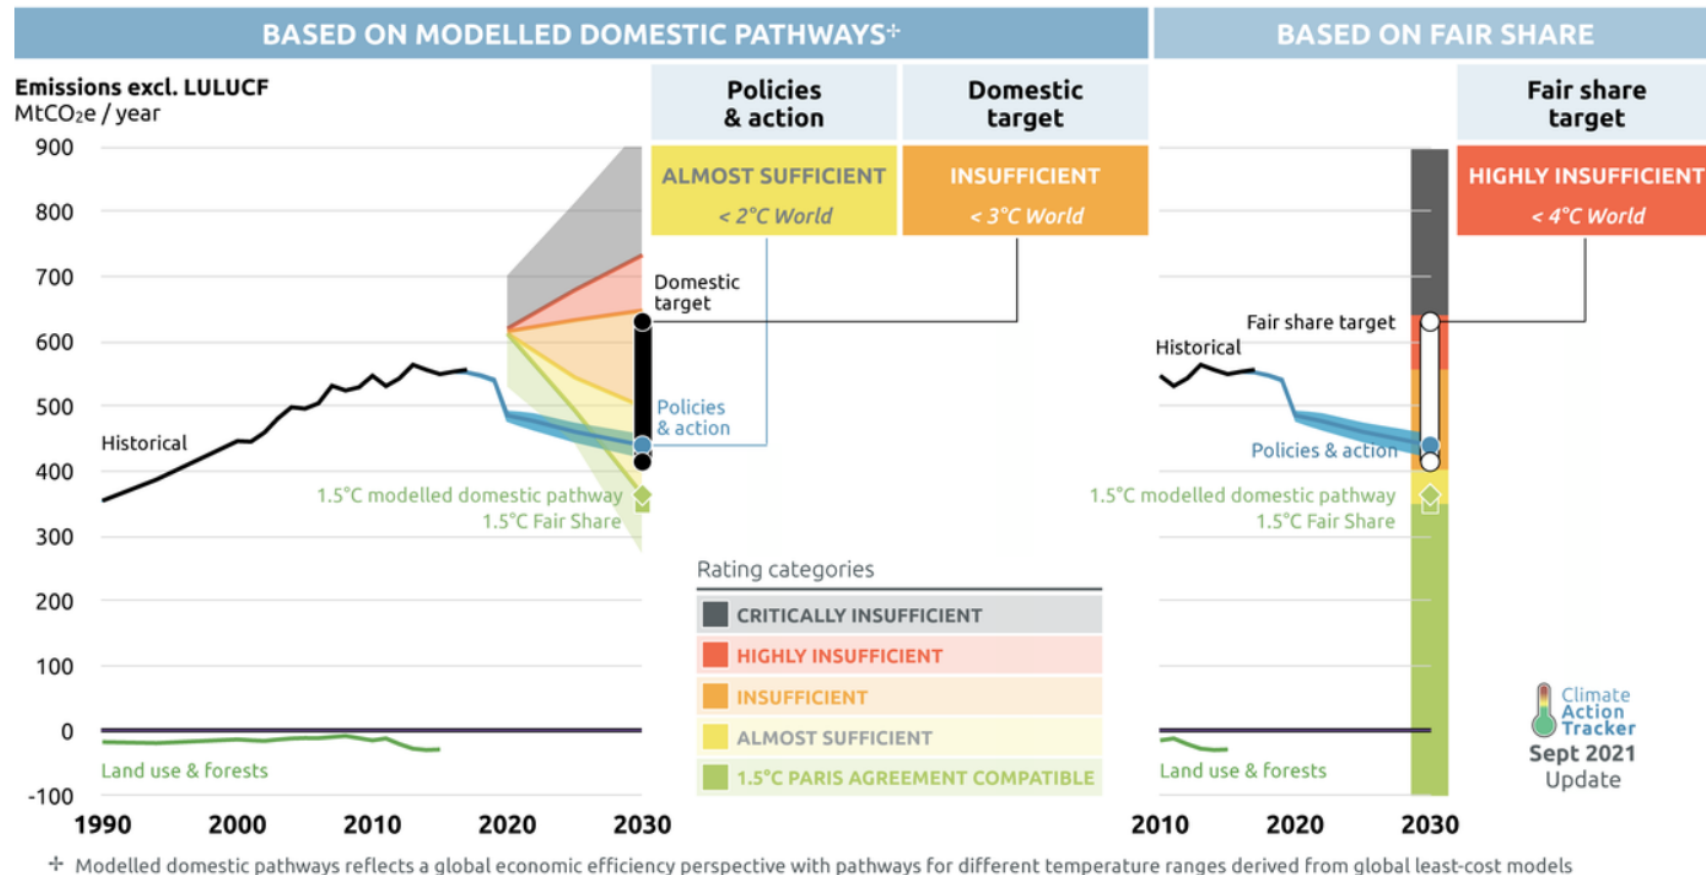 BASED ON MODELLED DOMESTIC PATHWAYS✢
BASED ON FAIR SHARE
Emissions excl. LULUCF
MtCO₂e / year
Policies
& action
Domestic
target
Fair share
target
ALMOST SUFFICIENT
< 2°C World
INSUFFICIENT
< 3°C World
HIGHLY INSUFFICIENT
< 4°C World
900
800
700
600
500
400
300
200
100
0
-100
Domestic
target
Policies
& action
Historical
1.5°C modelled domestic pathway
1.5°C Fair Share
Land use & forests
1990
2000
2010
2020
2030
Rating categories
CRITICALLY INSUFFICIENT
HIGHLY INSUFFICIENT
INSUFFICIENT
ALMOST SUFFICIENT
1.5°C PARIS AGREEMENT COMPATIBLE
Fair share target
Historical
Policies & action
1.5°C modelled domestic pathway
1.5°C Fair Share
Land use & forests
2010
2020
2030
Climate
Action
Tracker
Sept 2021
Update
✢ Modelled domestic pathways reflects a global economic efficiency perspective with pathways for different temperature ranges derived from global least-cost models